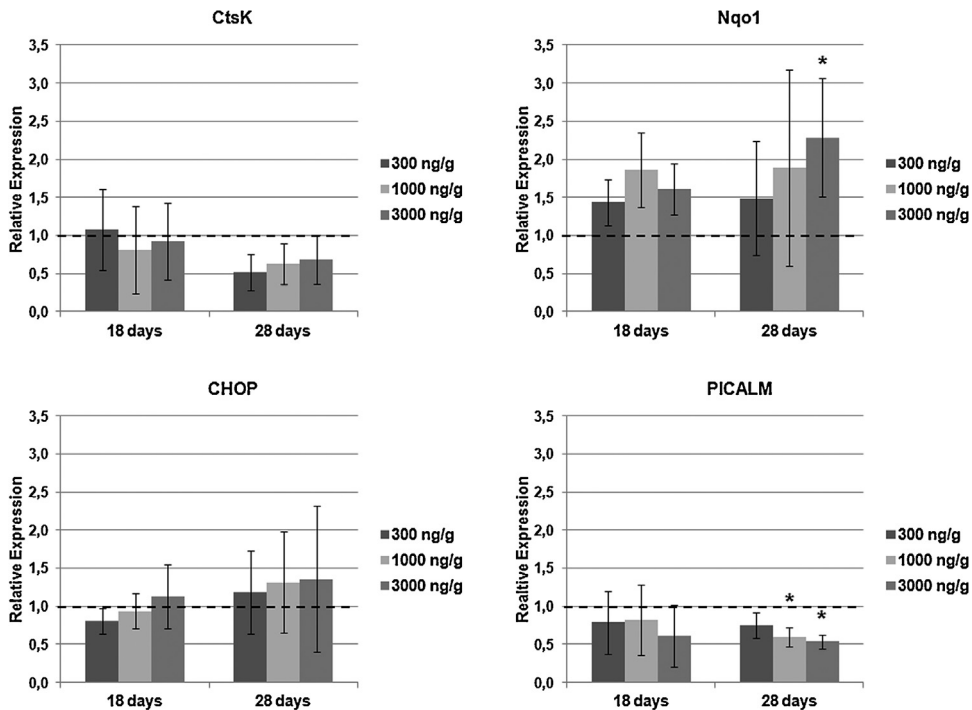 CtsK
Relative Expression
3,5
3,0
2,5
2,0
1,5
1,0
0,5
0,0
18 days
28 days
300 ng/g
1000 ng/g
3000 ng/g
Nqo1
Relative Expression
3,5
3,0
2,5
2,0
1,5
1,0
0,5
0,0
*
18 days
28 days
300 ng/g
1000 ng/g
3000 ng/g
CHOP
Relative Expression
3,5
3,0
2,5
2,0
1,5
1,0
0,5
0,0
18 days
28 days
300 ng/g
1000 ng/g
3000 ng/g
PICALM
Realtive Expression
3,5
3,0
2,5
2,0
1,5
1,0
0,5
0,0
*
*
18 days
28 days
300 ng/g
1000 ng/g
3000 ng/g